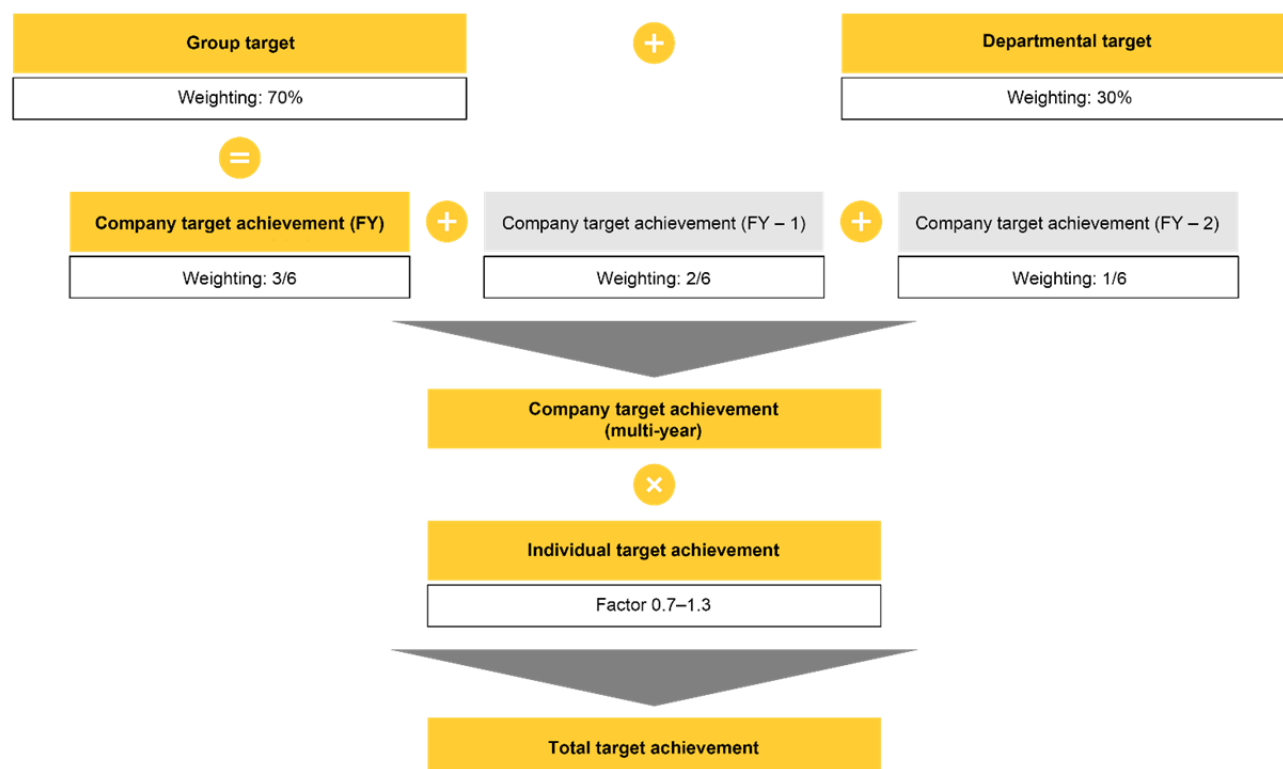 Group target
+
Departmental target
Weighting: 70%
Weighting: 30%
=
Company target achievement (FY)
+
Company target achievement (FY – 1)
+
Company target achievement (FY – 2)
Weighting: 3/6
Weighting: 2/6
Weighting: 1/6
Company target achievement
(multi-year)
×
Individual target achievement
Factor 0.7–1.3
Total target achievement